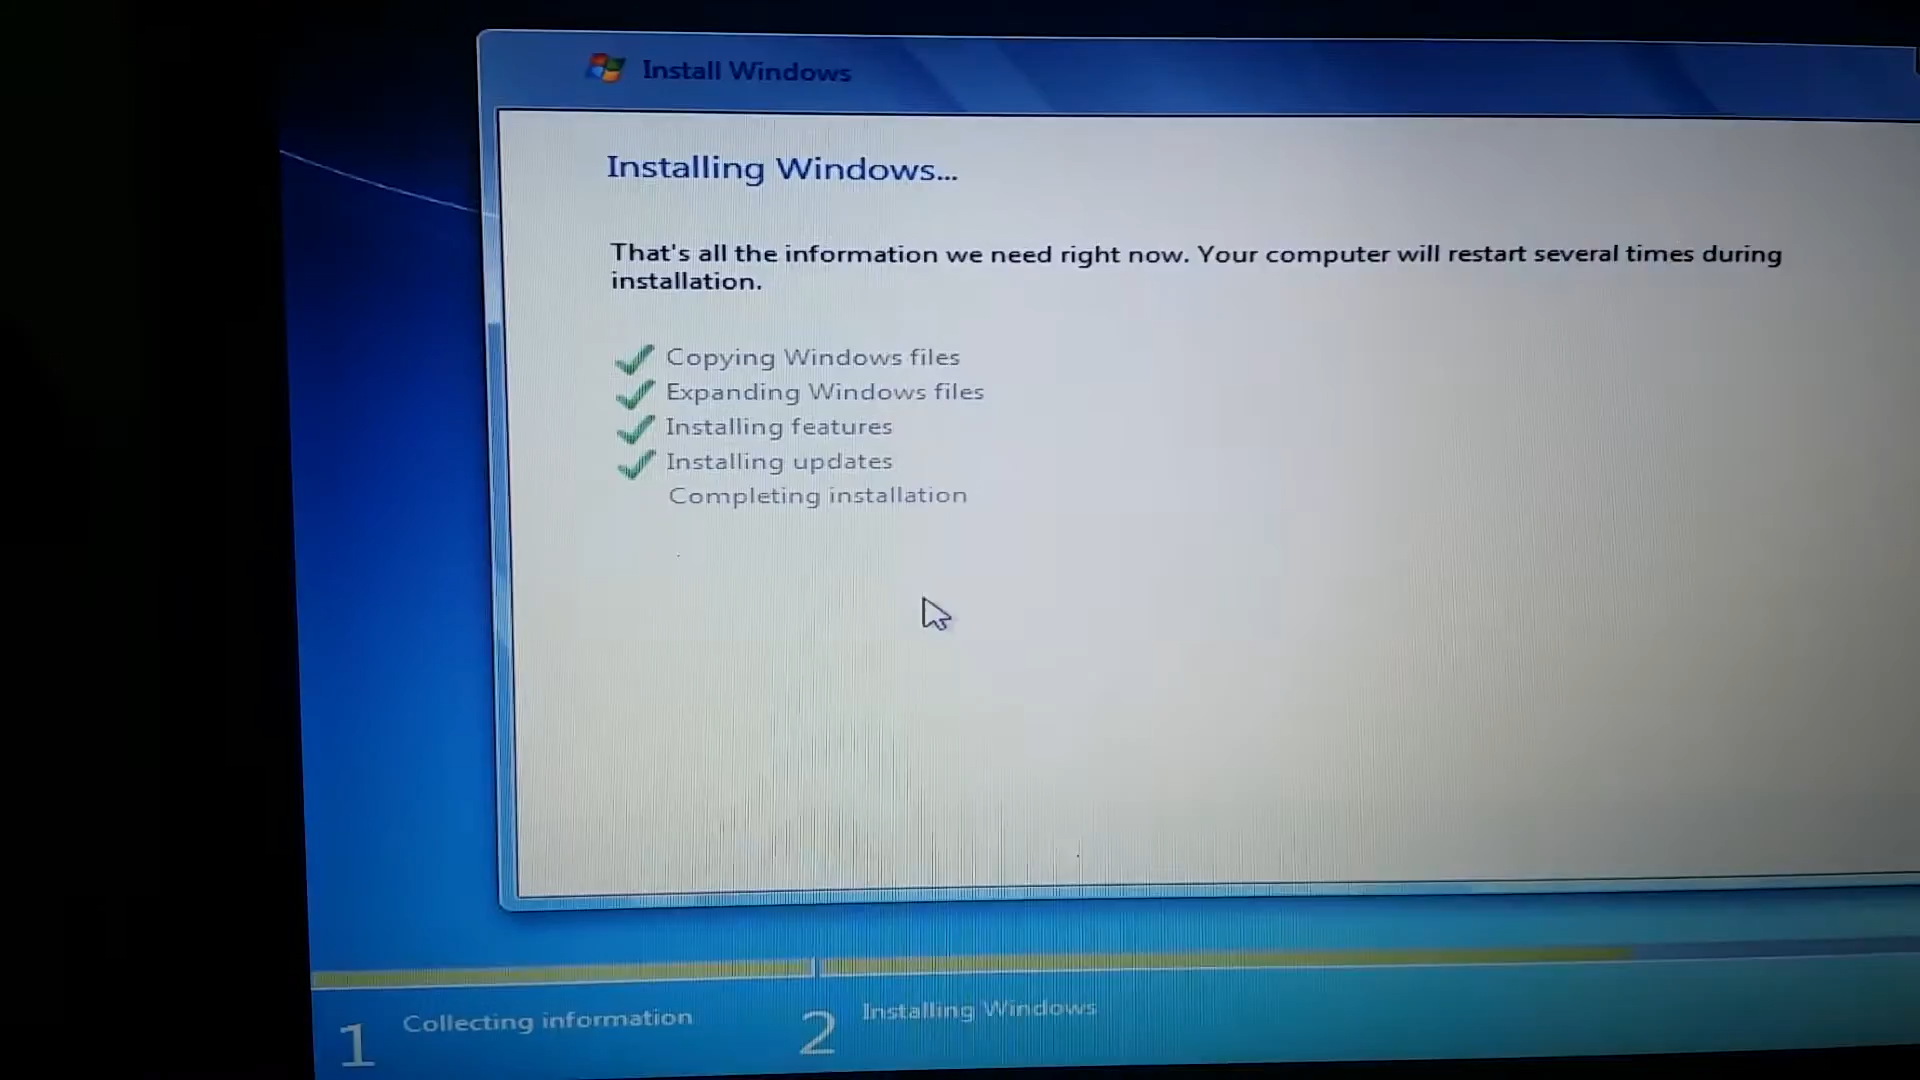 Install Windows
Installing Windows...
That's all the information we need right now. Your computer will restart several times during
installation.
Copying Windows files
Expanding Windows files
Installing features
Installing updates
Completing installation
1 Collecting information
2 Installing Windows